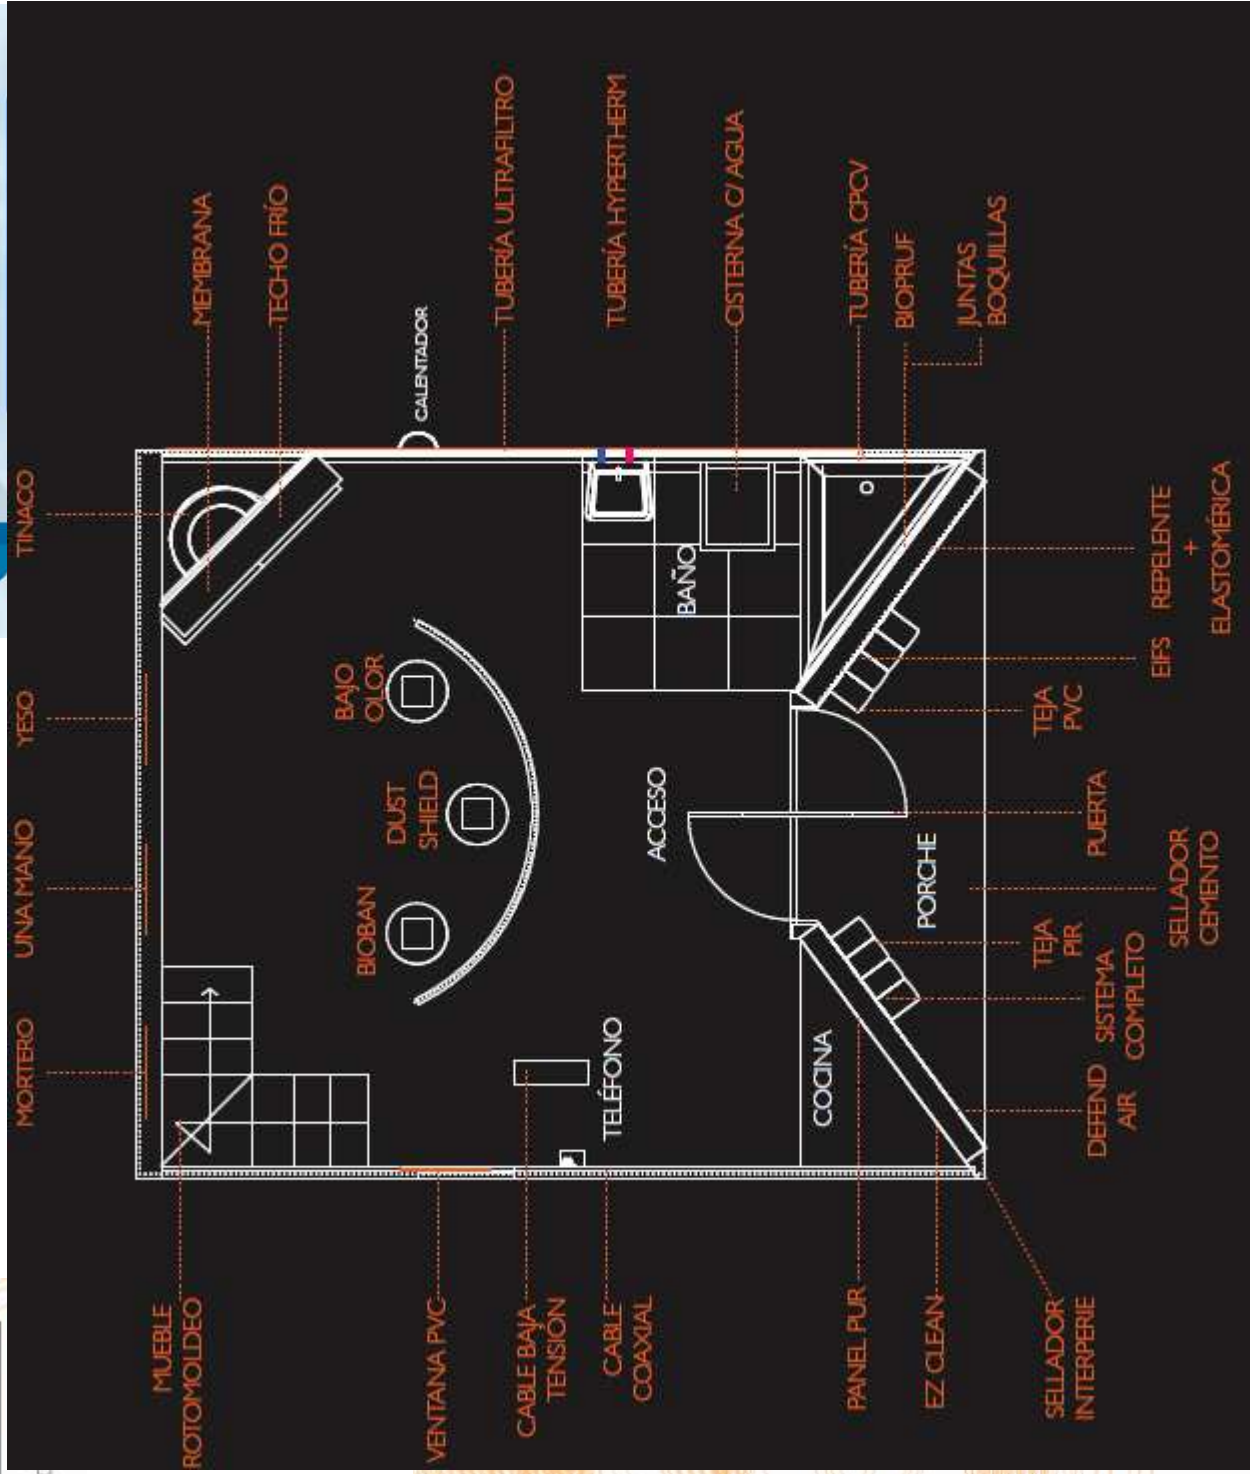 MEMBRANA
TECHO FRÍO
CALENTADOR
TUBERÍA ULTRAFILTRO
TUBERÍA HYPERTHERM
CISTERNA C/ AGUA
TUBERÍA CPCV
BIOPRUF
JUNTAS
BOQUILLAS
TINACO
YESO
UNA MANO
MORTERO
BAJO
OLOR
DUST
SHIELD
BIOBAN
BAÑO
ACCESO
TELÉFONO
COCINA
PORCHE
REPELENTE
+
ELASTOMÉRICA
EIFS
TEJA
PVC
PUERTA
SELLADOR
CEMENTO
TEJA
PIR
SISTEMA
COMPLETO
DEFEND
AIR
MUEBLE
ROTOMOLDEO
VENTANA PVC
CABLE BAJA
TENSIÓN
CABLE
COAXIAL
PANEL PUR
EZ CLEAN
SELLADOR
INTERPERIE